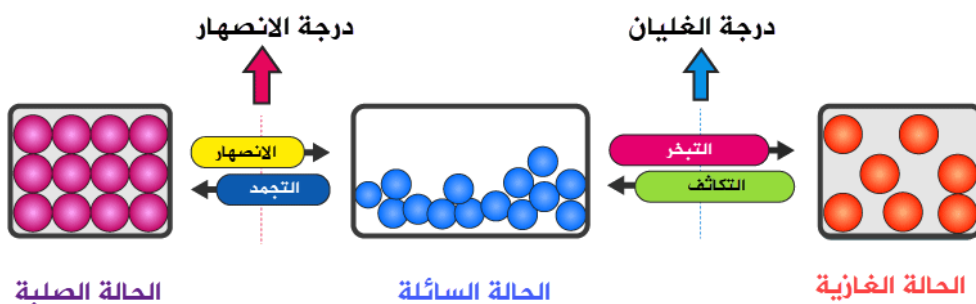 درجة الغليان
درجة الانصهار
التبخر
التكاثف
الانصهار
التجمد
الحالة الغازية
الحالة السائلة
الحالة الصلبة